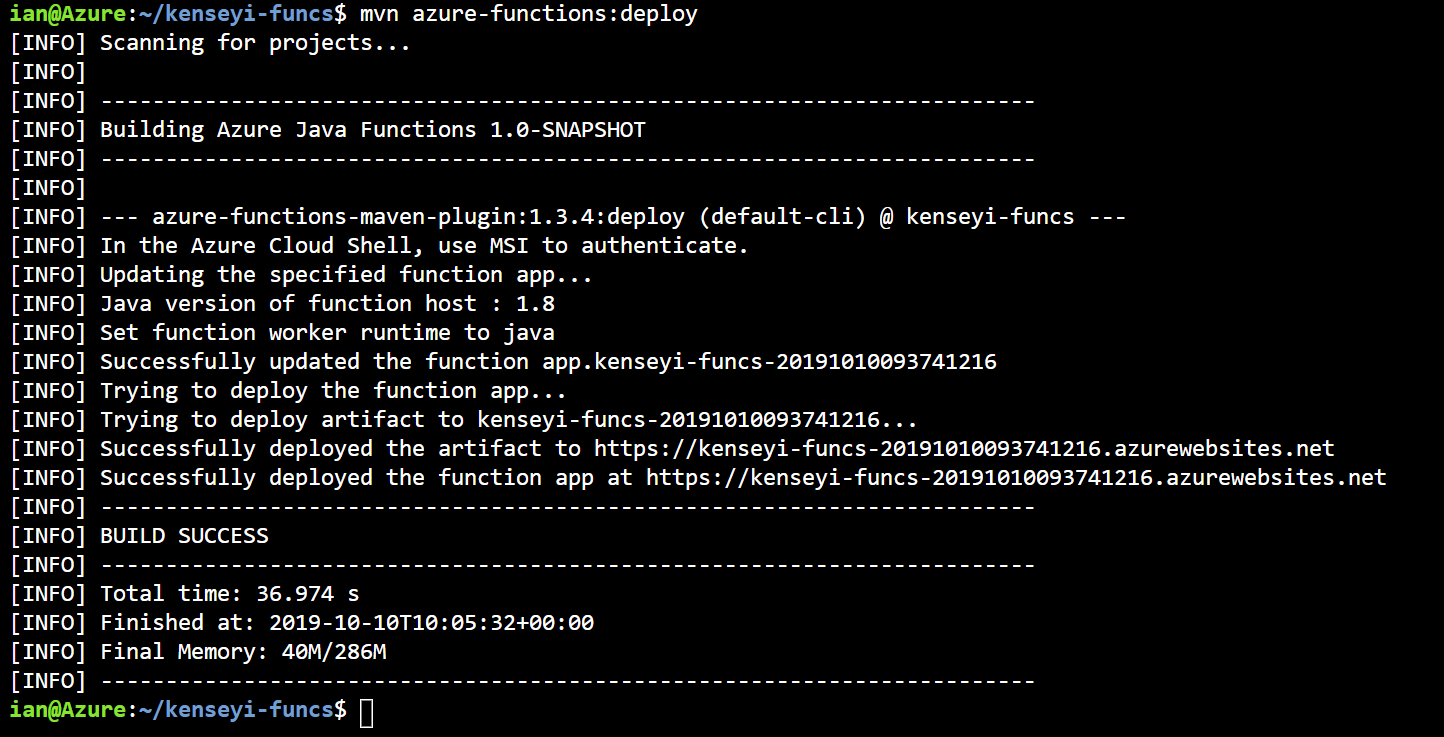 ian@Azure:~/kenseyi-funcs$ mvn azure-functions:deploy
[INFO] Scanning for projects...
[INFO]
[INFO] ------------------------------------------------------------------------
[INFO] Building Azure Java Functions 1.0-SNAPSHOT
[INFO] ------------------------------------------------------------------------
[INFO]
[INFO] --- azure-functions-maven-plugin:1.3.4:deploy (default-cli) @ kenseyi-funcs ---
[INFO] In the Azure Cloud Shell, use MSI to authenticate.
[INFO] Updating the specified function app...
[INFO] Java version of function host : 1.8
[INFO] Set function worker runtime to java
[INFO] Successfully updated the function app.kenseyi-funcs-20191010093741216
[INFO] Trying to deploy the function app...
[INFO] Trying to deploy artifact to kenseyi-funcs-20191010093741216...
[INFO] Successfully deployed the artifact to https://kenseyi-funcs-20191010093741216.azurewebsites.net
[INFO] Successfully deployed the function app at https://kenseyi-funcs-20191010093741216.azurewebsites.net
[INFO] ------------------------------------------------------------------------
[INFO] BUILD SUCCESS
[INFO] ------------------------------------------------------------------------
[INFO] Total time: 36.974 s
[INFO] Finished at: 2019-10-10T10:05:32+00:00
[INFO] Final Memory: 40M/286M
[INFO] ------------------------------------------------------------------------
ian@Azure:~/kenseyi-funcs$